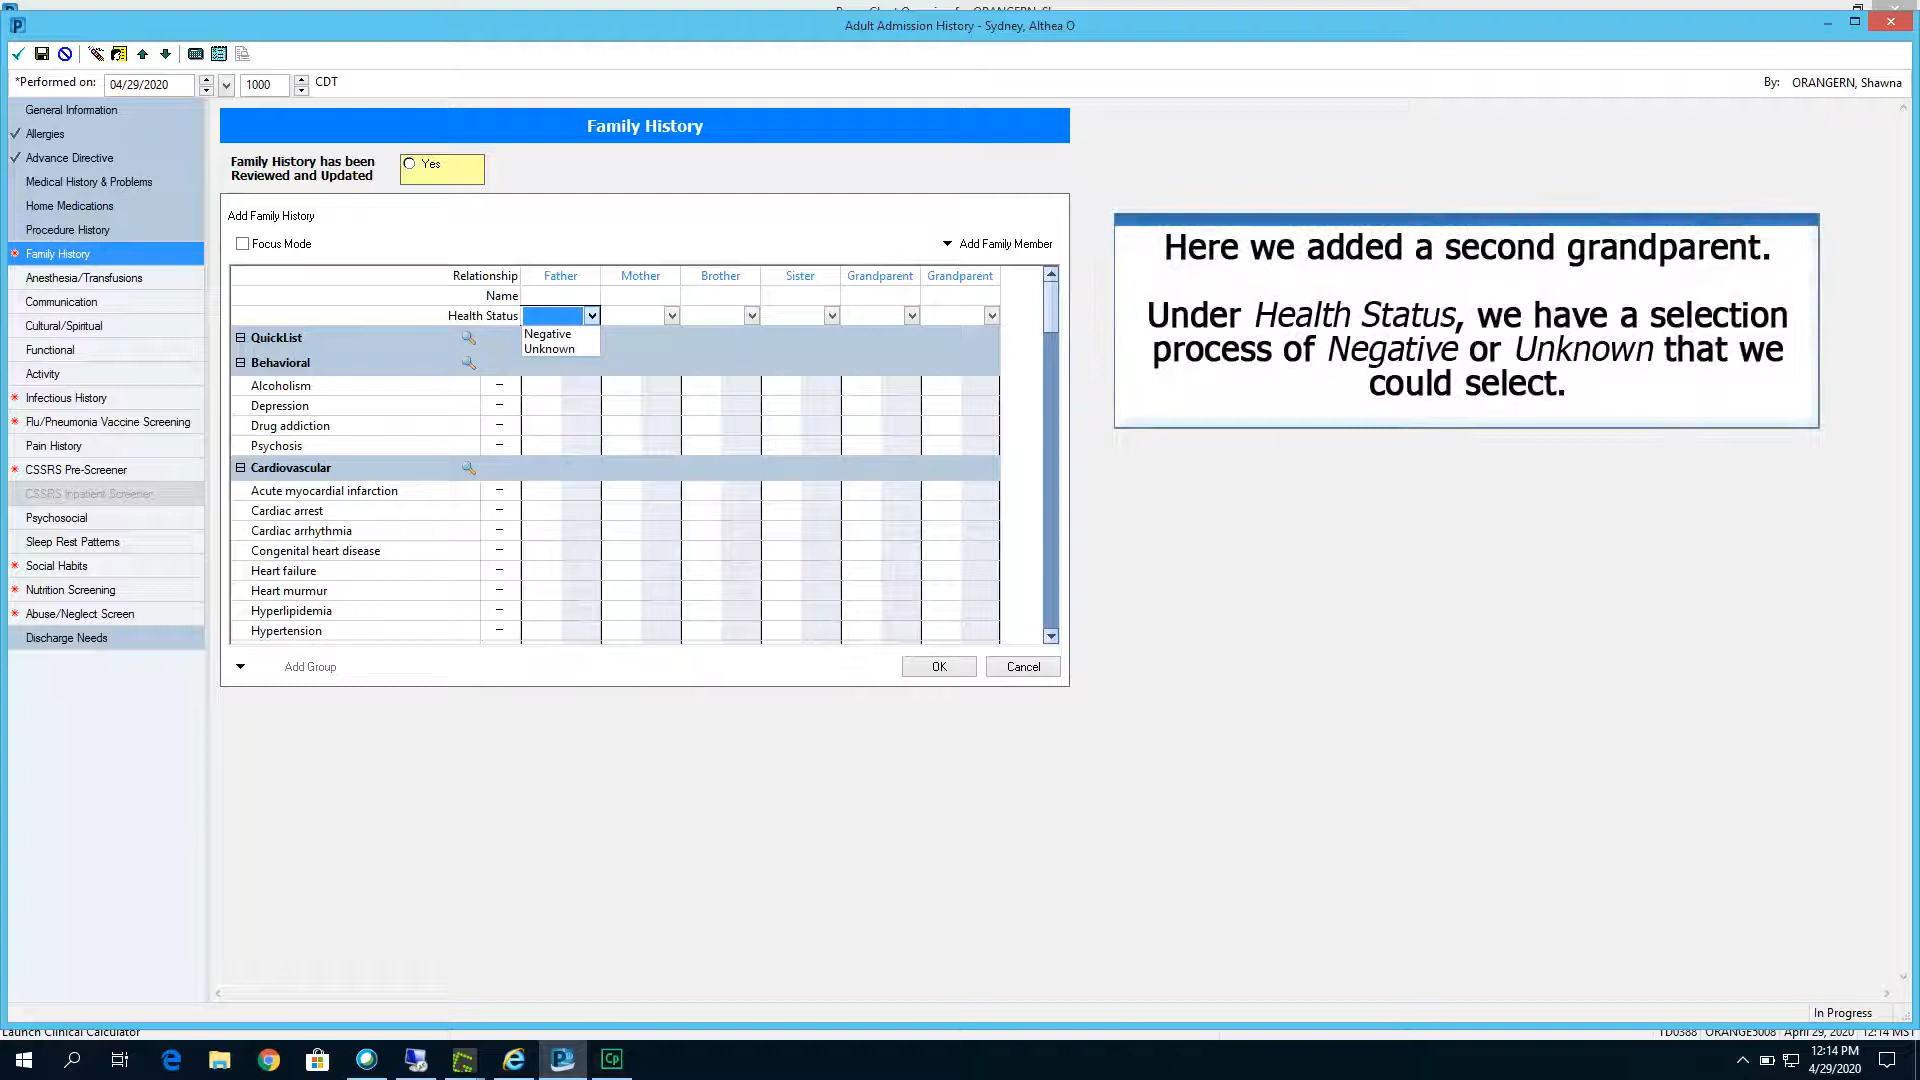 Adult Admission History - Sydney, Althea O
*Performed on: 04/29/2020 1000 CDT By: ORANGERN, Shawna
General Information
Allergies
Advance Directive
Medical History & Problems
Home Medications
Procedure History
Family History
Anesthesia/Transfusions
Communication
Cultural/Spiritual
Functional
Activity
Infectious History
Flu/Pneumonia Vaccine Screening
Pain History
CSSRS Pre-Screener
CSSRS Inpatient Screener
Psychosocial
Sleep Rest Patterns
Social Habits
Nutrition Screening
Abuse/Neglect Screen
Discharge Needs
Family History
Family History has been
Reviewed and Updated
Yes
Add Family History
Focus Mode
Add Family Member
Relationship Father Mother Brother Sister Grandparent Grandparent
Name
Health Status
Negative
Unknown
QuickList
Behavioral
Alcoholism
Depression
Drug addiction
Psychosis
Cardiovascular
Acute myocardial infarction
Cardiac arrest
Cardiac arrhythmia
Congenital heart disease
Heart failure
Heart murmur
Hyperlipidemia
Hypertension
Add Group
OK
Cancel
Here we added a second grandparent.
Under Health Status, we have a selection
process of Negative or Unknown that we
could select.
In Progress
Launch Clinical Calculator
TD0388 ORANGE5008 April 29, 2020 12:14 MST
12:14 PM
4/29/2020